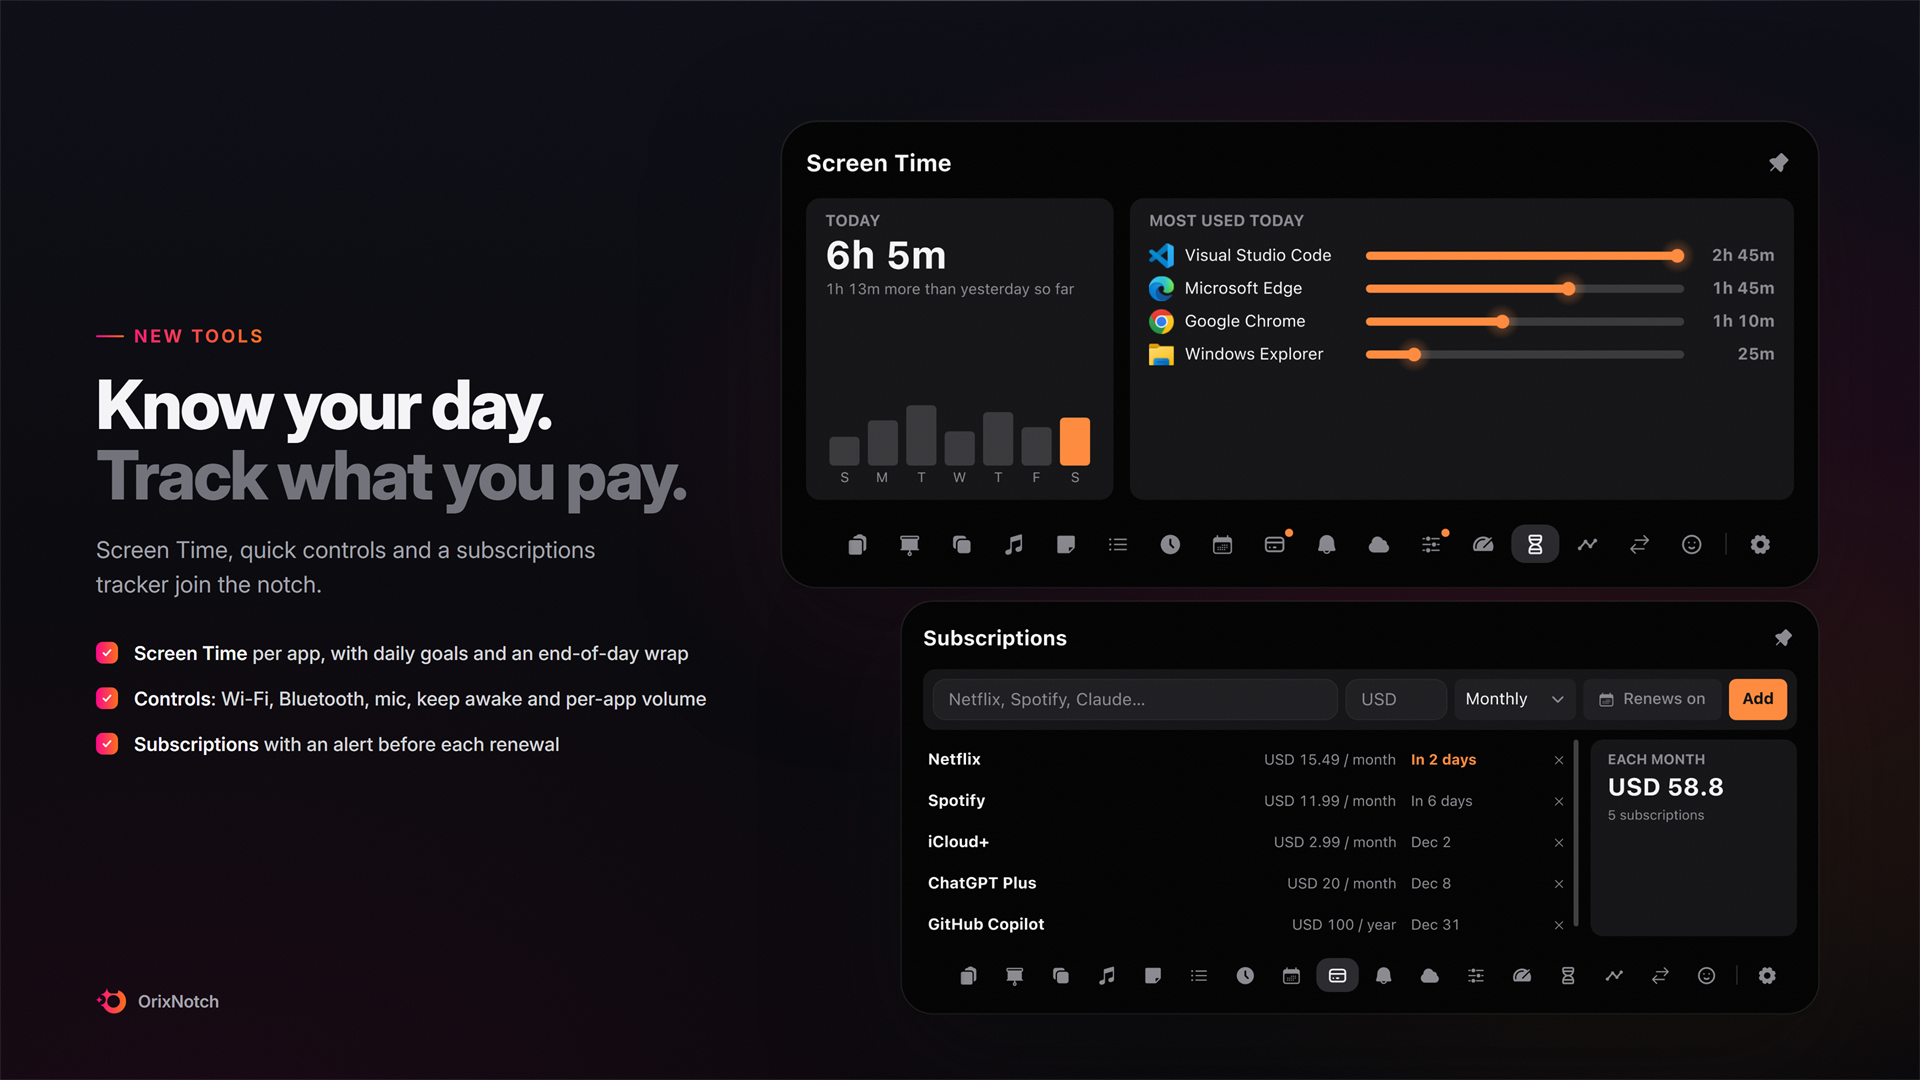 NEW TOOLS
Know your day.
Track what you pay.
Screen Time, quick controls and a subscriptions
tracker join the notch.
Screen Time per app, with daily goals and an end-of-day wrap
Controls: Wi-Fi, Bluetooth, mic, keep awake and per-app volume
Subscriptions with an alert before each renewal
OrixNotch
Screen Time
TODAY
6h 5m
1h 13m more than yesterday so far
S M T W T F S
MOST USED TODAY
Visual Studio Code 2h 45m
Microsoft Edge 1h 45m
Google Chrome 1h 10m
Windows Explorer 25m
Subscriptions
Netflix, Spotify, Claude... USD Monthly Renews on Add
Netflix USD 15.49 / month In 2 days
Spotify USD 11.99 / month In 6 days
iCloud+ USD 2.99 / month Dec 2
ChatGPT Plus USD 20 / month Dec 8
GitHub Copilot USD 100 / year Dec 31
EACH MONTH
USD 58.8
5 subscriptions